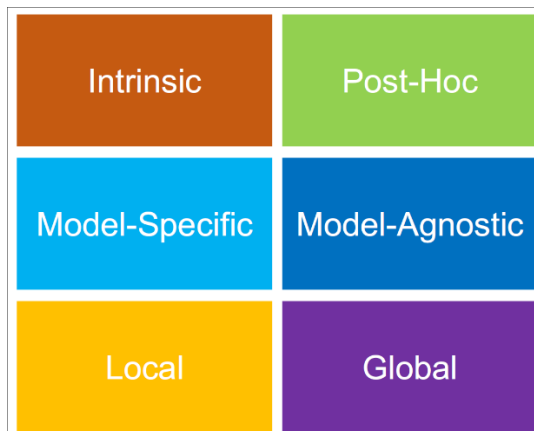 Intrinsic
Post-Hoc
Model-Specific
Model-Agnostic
Local
Global